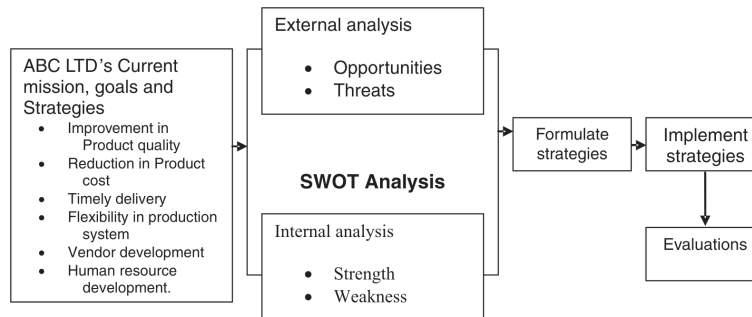 ABC LTD's Current
mission, goals and
Strategies
• Improvement in
Product quality
• Reduction in Product
cost
• Timely delivery
• Flexibility in production
system
• Vendor development
• Human resource
development.
External analysis
• Opportunities
• Threats
SWOT Analysis
Internal analysis
• Strength
• Weakness
Formulate
strategies
Implement
strategies
Evaluations